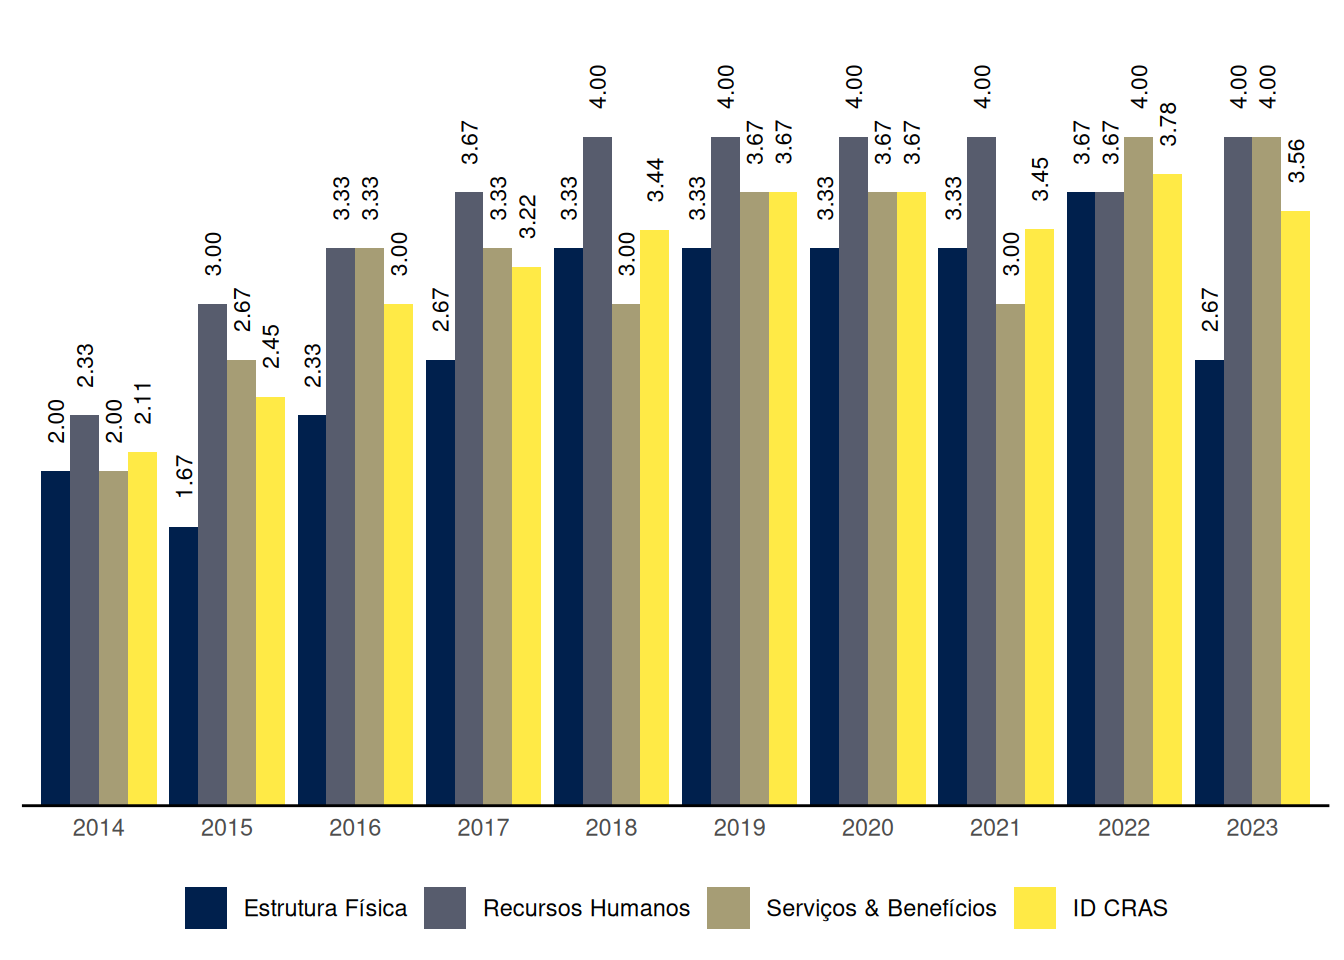 2.00 2.33 2.00 2.11
1.67 3.00 2.67 2.45
2.33 3.33 3.33 3.00
2.67 3.67 3.33 3.22
3.33 4.00 3.00 3.44
3.33 4.00 3.67 3.67
3.33 4.00 3.67 3.67
3.33 4.00 3.00 3.45
3.67 3.67 4.00 3.78
2.67 4.00 4.00 3.56
2014 2015 2016 2017 2018 2019 2020 2021 2022 2023
Estrutura Física Recursos Humanos Serviços & Benefícios ID CRAS